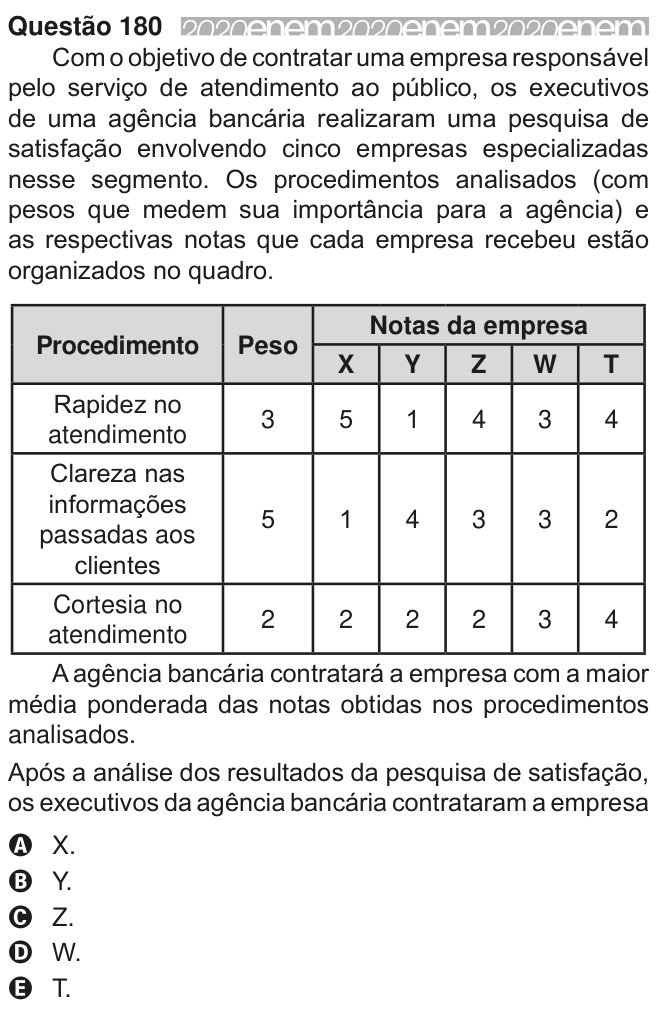 Questão 180 2020enem2020enem2020enem
Com o objetivo de contratar uma empresa responsável
pelo serviço de atendimento ao público, os executivos
de uma agência bancária realizaram uma pesquisa de
satisfação envolvendo cinco empresas especializadas
nesse segmento. Os procedimentos analisados (com
pesos que medem sua importância para a agência) e
as respectivas notas que cada empresa recebeu estão
organizados no quadro.
Procedimento Peso Notas da empresa
X Y Z W T
Rapidez no
atendimento 3 5 1 4 3 4
Clareza nas
informações
passadas aos
clientes 5 1 4 3 3 2
Cortesia no
atendimento 2 2 2 2 3 4
A agência bancária contratará a empresa com a maior
média ponderada das notas obtidas nos procedimentos
analisados.
Após a análise dos resultados da pesquisa de satisfação,
os executivos da agência bancária contrataram a empresa
A X.
B Y.
C Z.
D W.
E T.